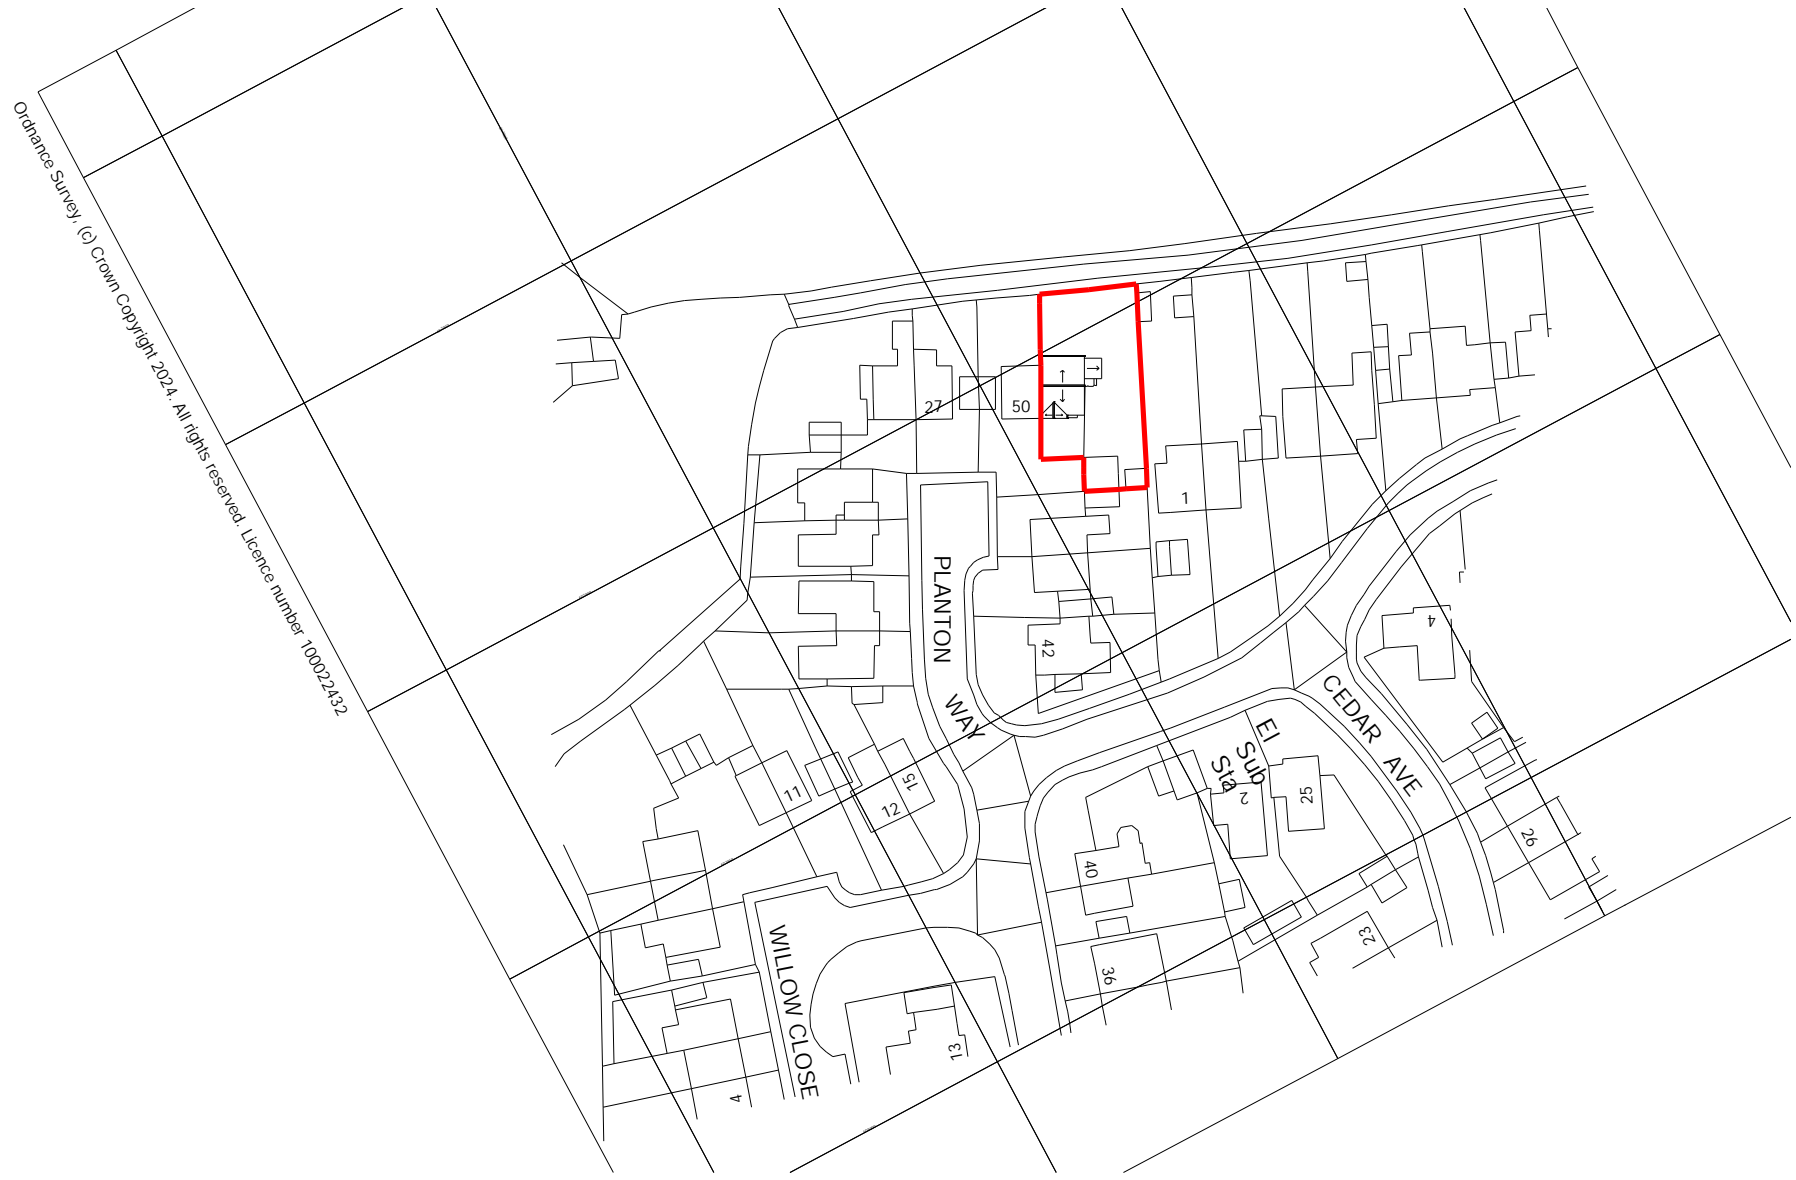 Ordnance Survey, (c) Crown Copyright 2024. All rights reserved. Licence number 100022432
27
50
1
PLANTON
WAY
42
4
CEDAR AVE
El
Sub
Sta
2
25
15
11
12
26
40
23
36
WILLOW CLOSE
13
4